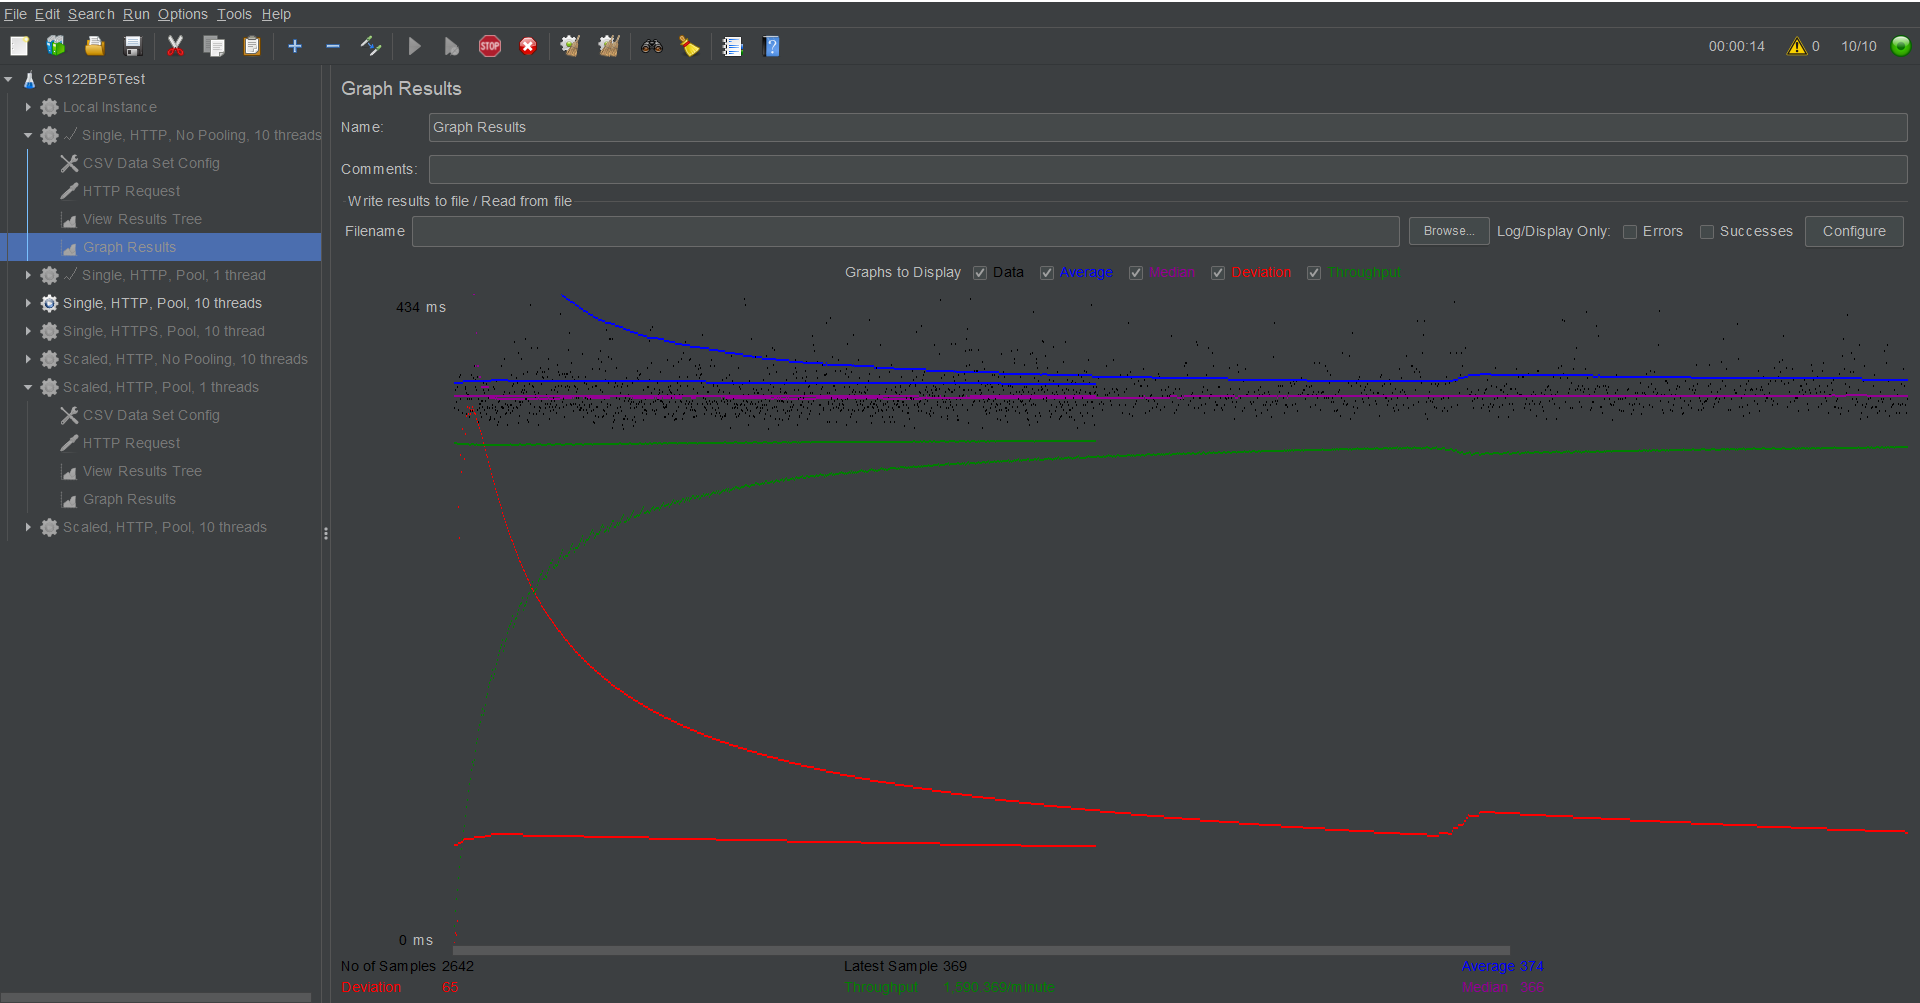 File Edit Search Run Options Tools Help
STOP
00:00:14 0 10/10
CS122BP5Test
Local Instance
Single, HTTP, No Pooling, 10 threads
CSV Data Set Config
HTTP Request
View Results Tree
Graph Results
Single, HTTP, Pool, 1 thread
Single, HTTP, Pool, 10 threads
Single, HTTPS, Pool, 10 thread
Scaled, HTTP, No Pooling, 10 threads
Scaled, HTTP, Pool, 1 threads
CSV Data Set Config
HTTP Request
View Results Tree
Graph Results
Scaled, HTTP, Pool, 10 threads
Graph Results
Name: Graph Results
Comments:
Write results to file / Read from file
Filename Browse... Log/Display Only: Errors Successes Configure
Graphs to Display Data Average Median Deviation Throughput
434 ms
0 ms
No of Samples 2642 Latest Sample 369 Average 374
Deviation 65 Throughput 1,590.369/minute Median